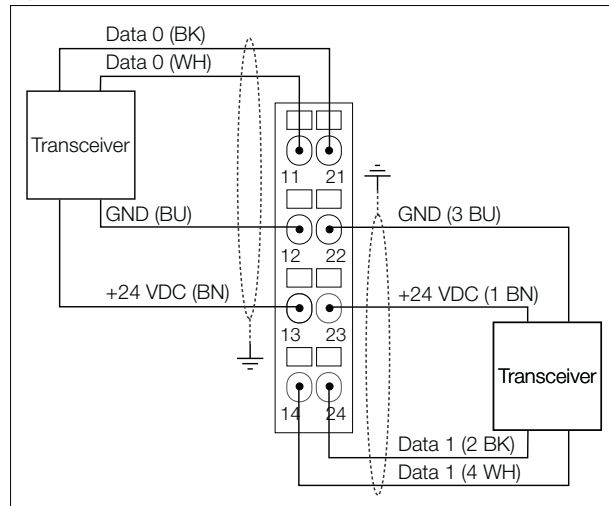 Data 0 (BK)
Data 0 (WH)
Transceiver
11 21
GND (BU)
GND (3 BU)
12 22
+24 VDC (BN)
+24 VDC (1 BN)
13 23
Transceiver
14 24
Data 1 (2 BK)
Data 1 (4 WH)